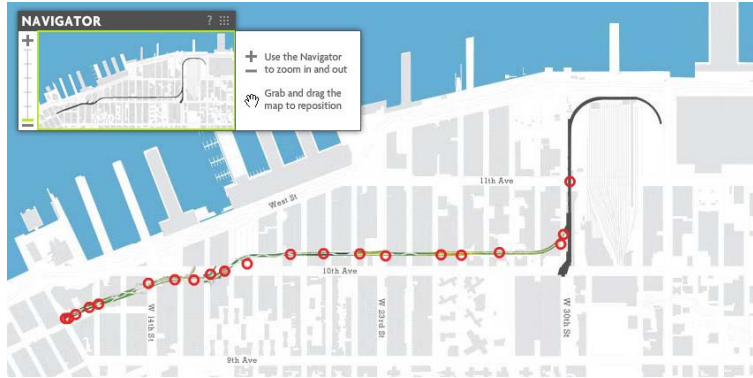 NAVIGATOR ?
Use the Navigator
to zoom in and out
Grab and drag the
map to reposition
11th Ave
West St
10th Ave
W 14th St
W 23rd St
W 30th St
9th Ave